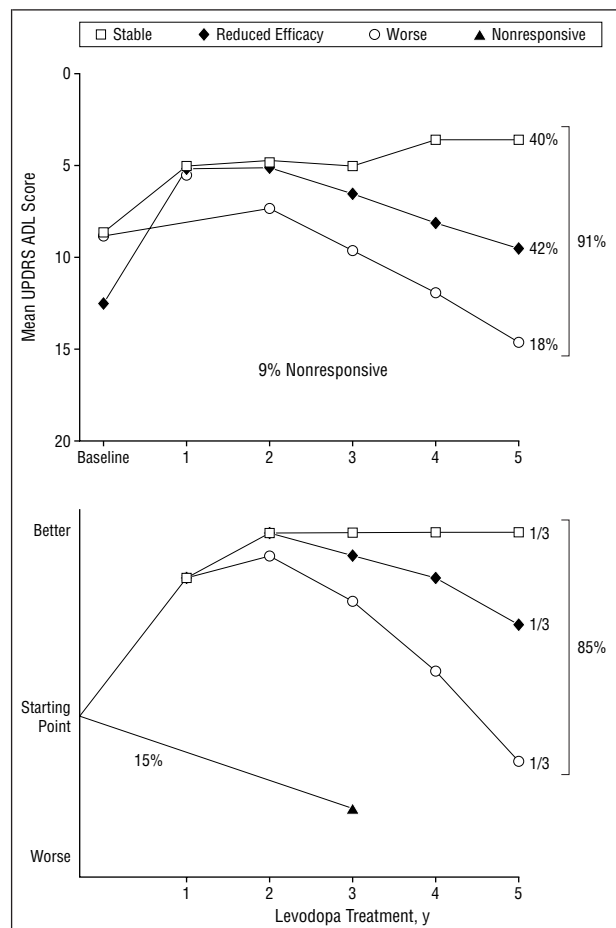 Stable Reduced Efficacy Worse Nonresponsive
0
5
10
15
20
Mean UPDRS ADL Score
40%
42%
18%
91%
9% Nonresponsive
Baseline 1 2 3 4 5
Better
Starting
Point
Worse
15%
1/3
1/3
1/3
85%
1 2 3 4 5
Levodopa Treatment, y